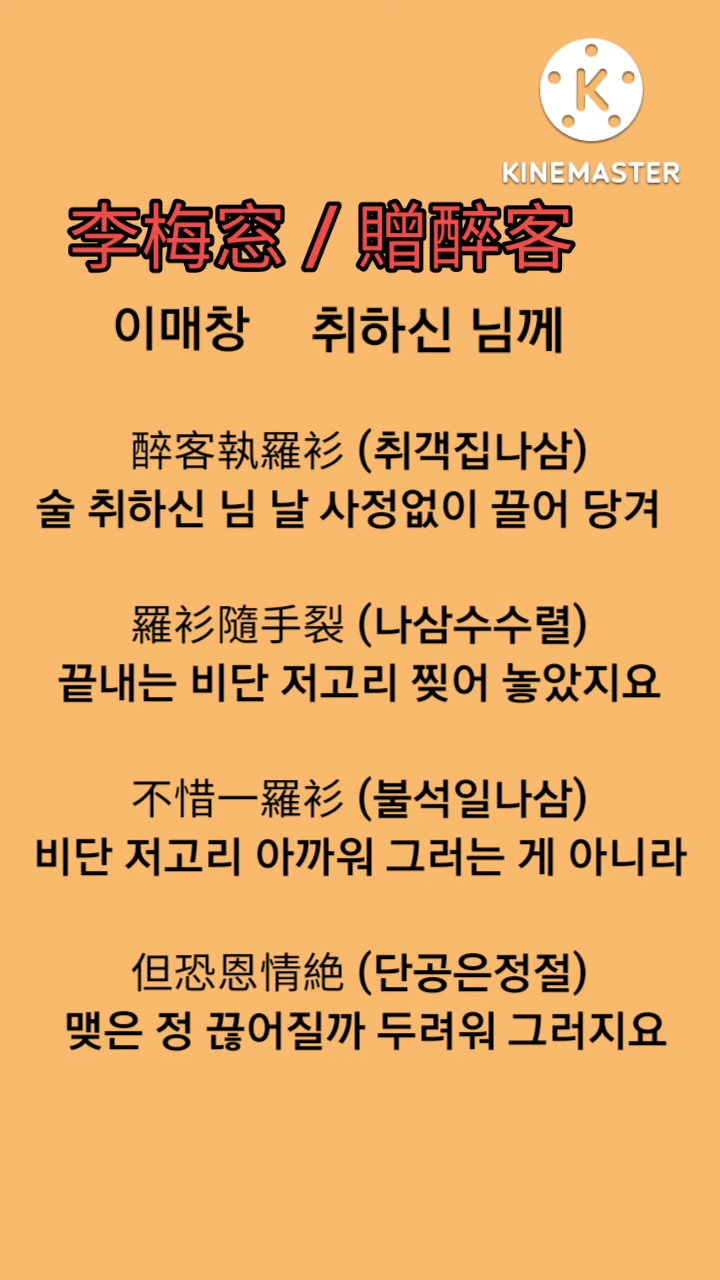 KINEMASTER
李梅窓 / 贈醉客
이매창 취하신 님께
醉客執羅衫 (취객집나삼)
술 취하신 님 날 사정없이 끌어 당겨
羅衫隨手裂 (나삼수수렬)
끝내는 비단 저고리 찢어 놓았지요
不惜一羅衫 (불석일나삼)
비단 저고리 아까워 그러는 게 아니라
但恐恩情絶 (단공은정절)
맺은 정 끊어질까 두려워 그러지요